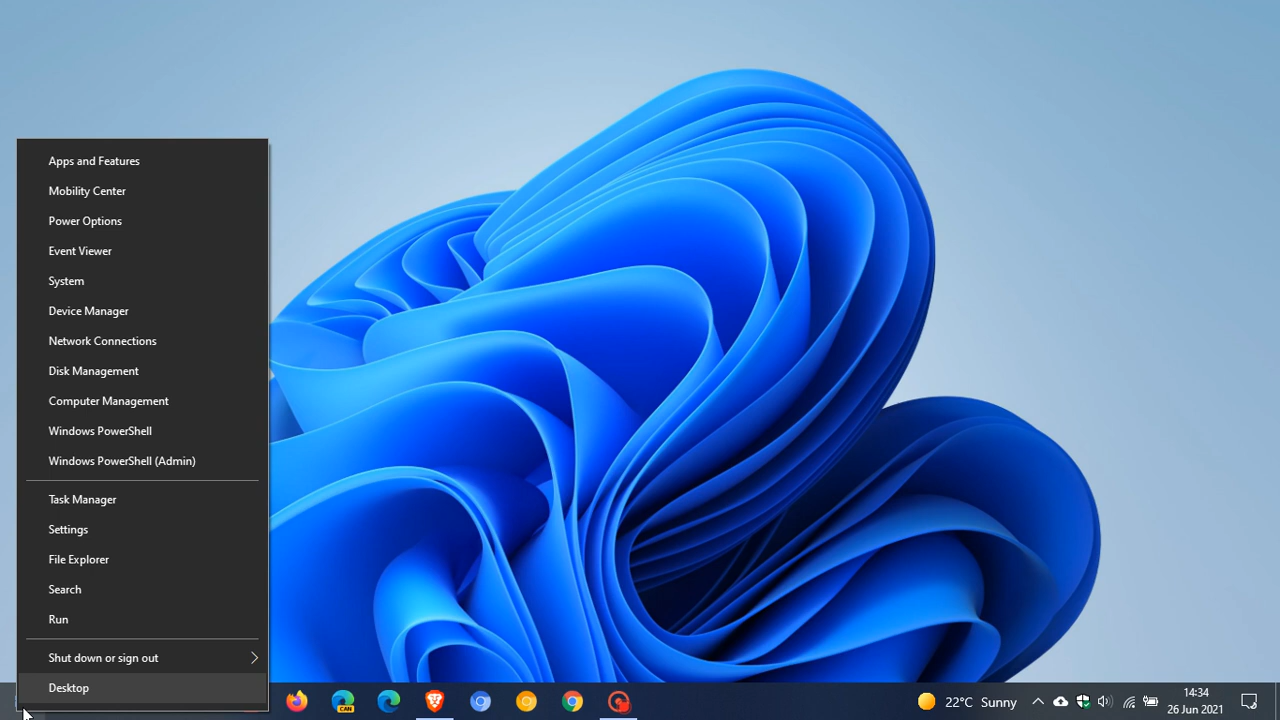 Apps and Features
Mobility Center
Power Options
Event Viewer
System
Device Manager
Network Connections
Disk Management
Computer Management
Windows PowerShell
Windows PowerShell (Admin)
Task Manager
Settings
File Explorer
Search
Run
Shut down or sign out
Desktop
CAN
22°C Sunny
14:34
26 Jun 2021